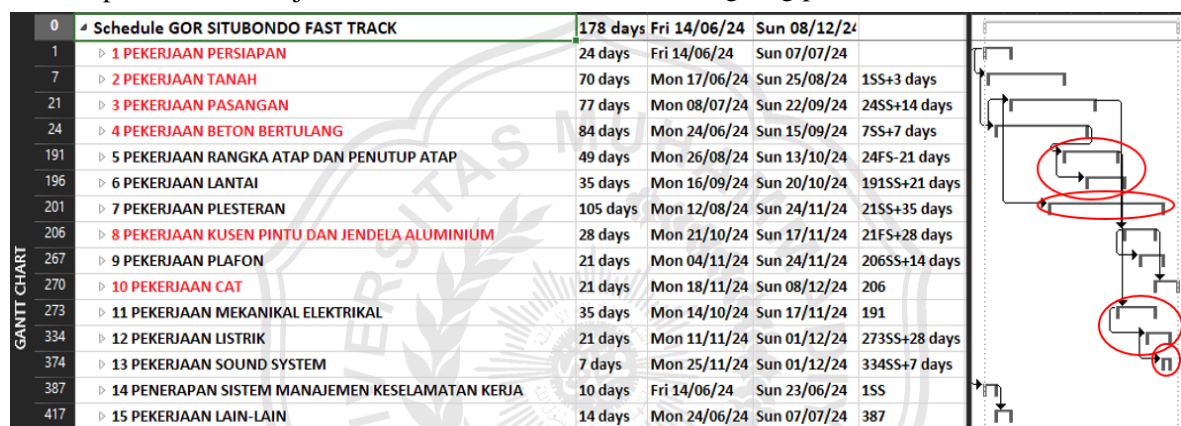 0 Schedule GOR SITUBONDO FAST TRACK 178 days Fri 14/06/24 Sun 08/12/24
1 1 PEKERJAAN PERSIAPAN 24 days Fri 14/06/24 Sun 07/07/24
7 2 PEKERJAAN TANAH 70 days Mon 17/06/24 Sun 25/08/24 1SS+3 days
21 3 PEKERJAAN PASANGAN 77 days Mon 08/07/24 Sun 22/09/24 24SS+14 days
24 4 PEKERJAAN BETON BERTULANG 84 days Mon 24/06/24 Sun 15/09/24 7SS+7 days
191 5 PEKERJAAN RANGKA ATAP DAN PENUTUP ATAP 49 days Mon 26/08/24 Sun 13/10/24 24FS-21 days
196 6 PEKERJAAN LANTAI 35 days Mon 16/09/24 Sun 20/10/24 191SS+21 days
201 7 PEKERJAAN PLESTERAN 105 days Mon 12/08/24 Sun 24/11/24 21SS+35 days
206 8 PEKERJAAN KUSEN PINTU DAN JENDELA ALUMINIUM 28 days Mon 21/10/24 Sun 17/11/24 21FS+28 days
267 9 PEKERJAAN PLAFON 21 days Mon 04/11/24 Sun 24/11/24 206SS+14 days
270 10 PEKERJAAN CAT 21 days Mon 18/11/24 Sun 08/12/24 206
273 11 PEKERJAAN MEKANIKAL ELEKTRIKAL 35 days Mon 14/10/24 Sun 17/11/24 191
334 12 PEKERJAAN LISTRIK 21 days Mon 11/11/24 Sun 01/12/24 273SS+28 days
374 13 PEKERJAAN SOUND SYSTEM 7 days Mon 25/11/24 Sun 01/12/24 334SS+7 days
387 14 PENERAPAN SISTEM MANAJEMEN KESELAMATAN KERJA 10 days Fri 14/06/24 Sun 23/06/24 1SS
417 15 PEKERJAAN LAIN-LAIN 14 days Mon 24/06/24 Sun 07/07/24 387
GANTT CHART